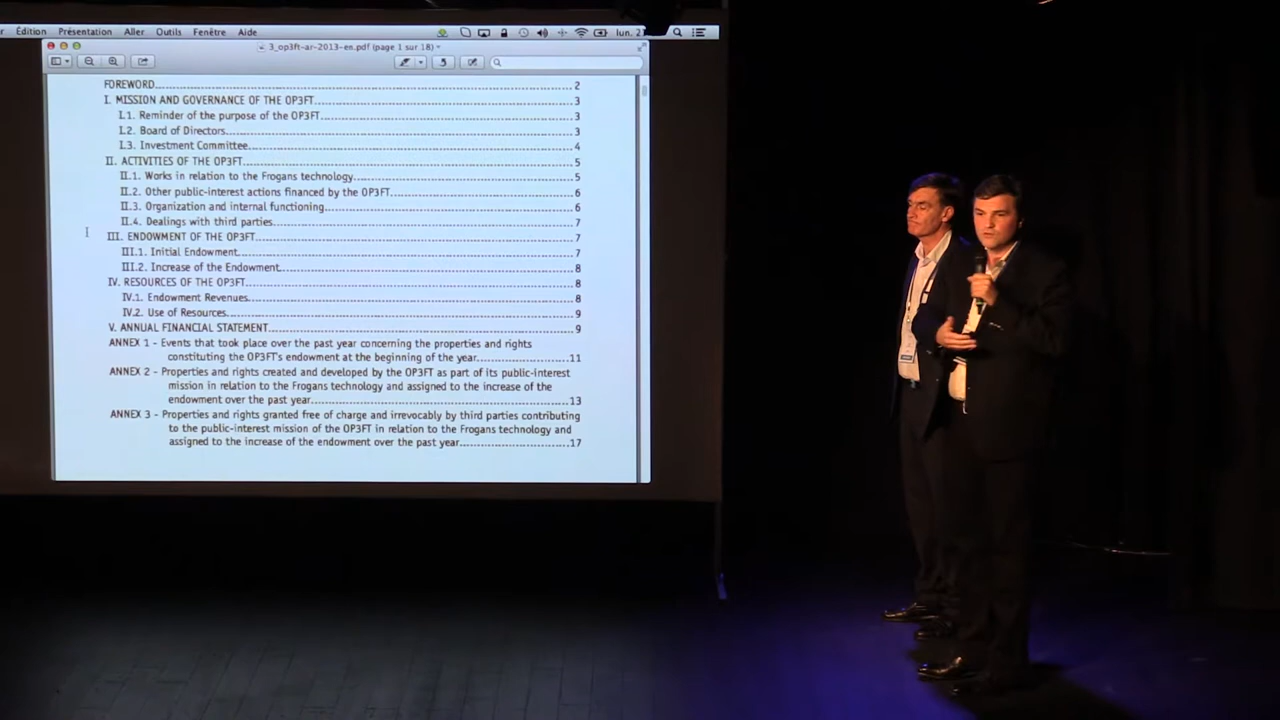 Édition Présentation Aller Outils Fenêtre Aide lun.
3_op3ft-ar-2013-en.pdf (page 1 sur 18)
FOREWORD 2
I. MISSION AND GOVERNANCE OF THE OP3FT 3
I.1. Reminder of the purpose of the OP3FT 3
I.2. Board of Directors 3
I.3. Investment Committee 4
II. ACTIVITIES OF THE OP3FT 5
II.1. Works in relation to the Frogans technology 5
II.2. Other public-interest actions financed by the OP3FT 6
II.3. Organization and internal functioning 6
II.4. Dealings with third parties 7
III. ENDOWMENT OF THE OP3FT 7
III.1. Initial Endowment 7
III.2. Increase of the Endowment 8
IV. RESOURCES OF THE OP3FT 8
IV.1. Endowment Revenues 8
IV.2. Use of Resources 9
V. ANNUAL FINANCIAL STATEMENT 9
ANNEX 1 - Events that took place over the past year concerning the properties and rights
constituting the OP3FT's endowment at the beginning of the year 11
ANNEX 2 - Properties and rights created and developed by the OP3FT as part of its public-interest
mission in relation to the Frogans technology and assigned to the increase of the
endowment over the past year 13
ANNEX 3 - Properties and rights granted free of charge and irrevocably by third parties contributing
to the public-interest mission of the OP3FT in relation to the Frogans technology and
assigned to the increase of the endowment over the past year 17